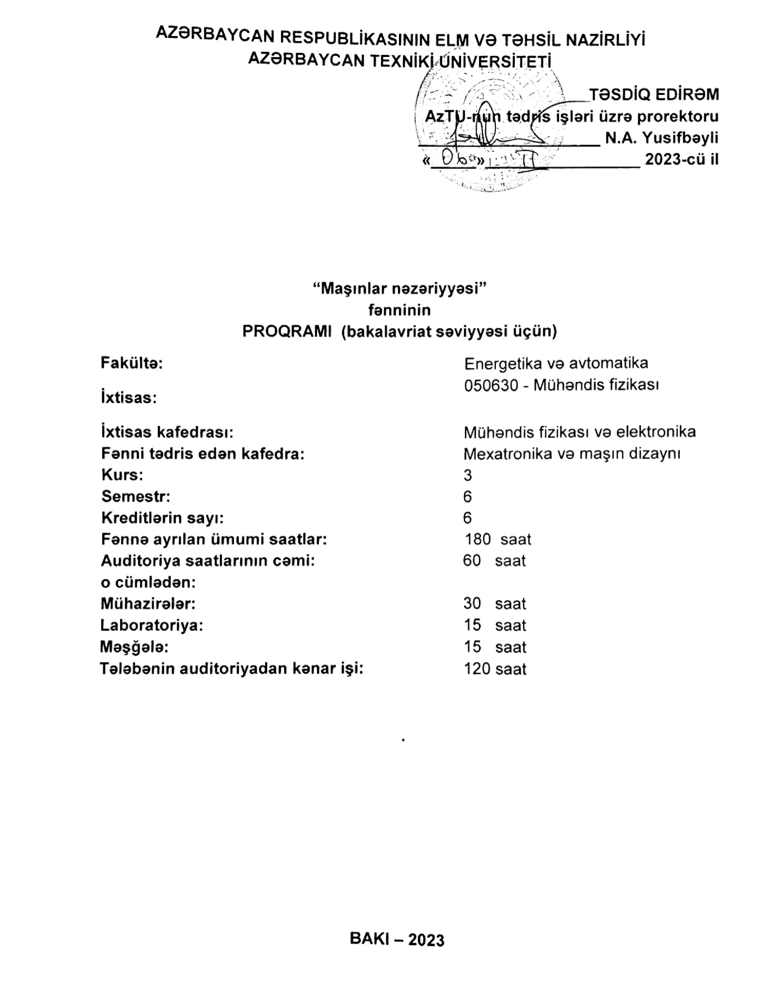 AZƏRBAYCAN RESPUBLİKASININ ELM VƏ TƏHSİL NAZİRLİYİ
AZƏRBAYCAN TEXNİKİ UNİVERSİTETİ
TƏSDİQ EDİRƏM
AzTU-nun tədris işləri üzrə prorektoru
N.A. Yusifbəyli
« 06 » II 2023-cü il
“Maşınlar nəzəriyyəsi”
fənninin
PROQRAMI (bakalavriat səviyyəsi üçün)
Fakültə: Energetika və avtomatika
İxtisas: 050630 - Mühəndis fizikası
İxtisas kafedrası: Mühəndis fizikası və elektronika
Fənni tədris edən kafedra: Mexatronika və maşın dizaynı
Kurs: 3
Semestr: 6
Kreditlərin sayı: 6
Fənnə ayrılan ümumi saatlar: 180 saat
Auditoriya saatlarının cəmi: 60 saat
o cümlədən:
Mühazirələr: 30 saat
Laboratoriya: 15 saat
Məşğələ: 15 saat
Tələbənin auditoriyadan kənar işi: 120 saat
BAKI – 2023